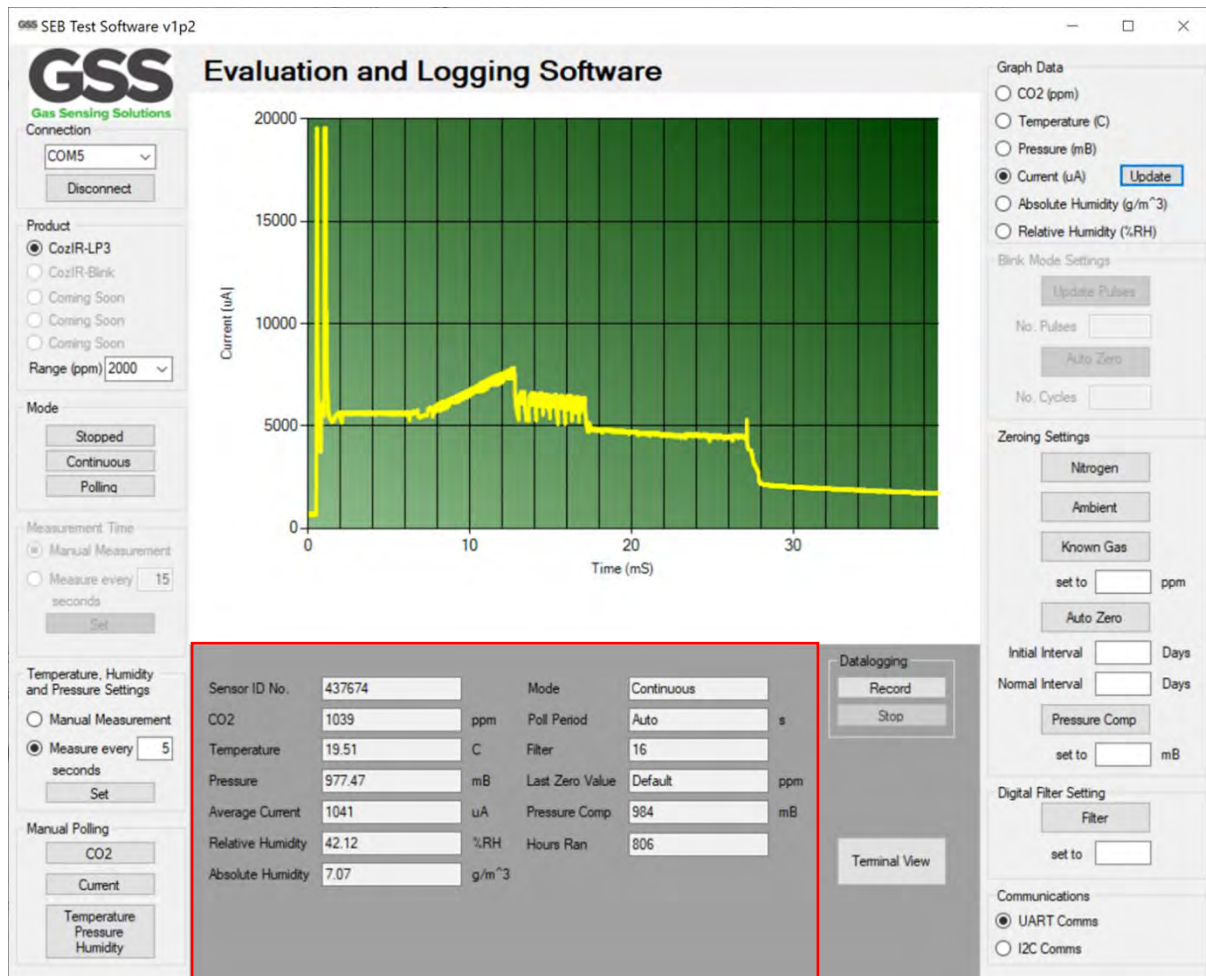 GSS SEB Test Software v1p2
GSS
Gas Sensing Solutions
Evaluation and Logging Software
Connection
COM5
Disconnect
Product
CozIR-LP3
CozIR-Blink
Coming Soon
Coming Soon
Coming Soon
Range (ppm) 2000
Mode
Stopped
Continuous
Polling
Measurement Time
Manual Measurement
Measure every 15
seconds
Set
Temperature, Humidity
and Pressure Settings
Manual Measurement
Measure every 5
seconds
Set
Manual Polling
CO2
Current
Temperature
Pressure
Humidity
Current (uA)
20000
15000
10000
5000
0
0 10 20 30
Time (mS)
Sensor ID No. 437674 Mode Continuous
CO2 1039 ppm Poll Period Auto s
Temperature 19.51 C Filter 16
Pressure 977.47 mB Last Zero Value Default ppm
Average Current 1041 uA Pressure Comp 984 mB
Relative Humidity 42.12 %RH Hours Ran 806
Absolute Humidity 7.07 g/m^3
Datalogging
Record
Stop
Terminal View
Graph Data
CO2 (ppm)
Temperature (C)
Pressure (mB)
Current (uA) Update
Absolute Humidity (g/m^3)
Relative Humidity (%RH)
Blink Mode Settings
Update Pulses
No. Pulses
Auto Zero
No. Cycles
Zeroing Settings
Nitrogen
Ambient
Known Gas
set to ppm
Auto Zero
Initial Interval Days
Normal Interval Days
Pressure Comp
set to mB
Digital Filter Setting
Filter
set to
Communications
UART Comms
I2C Comms